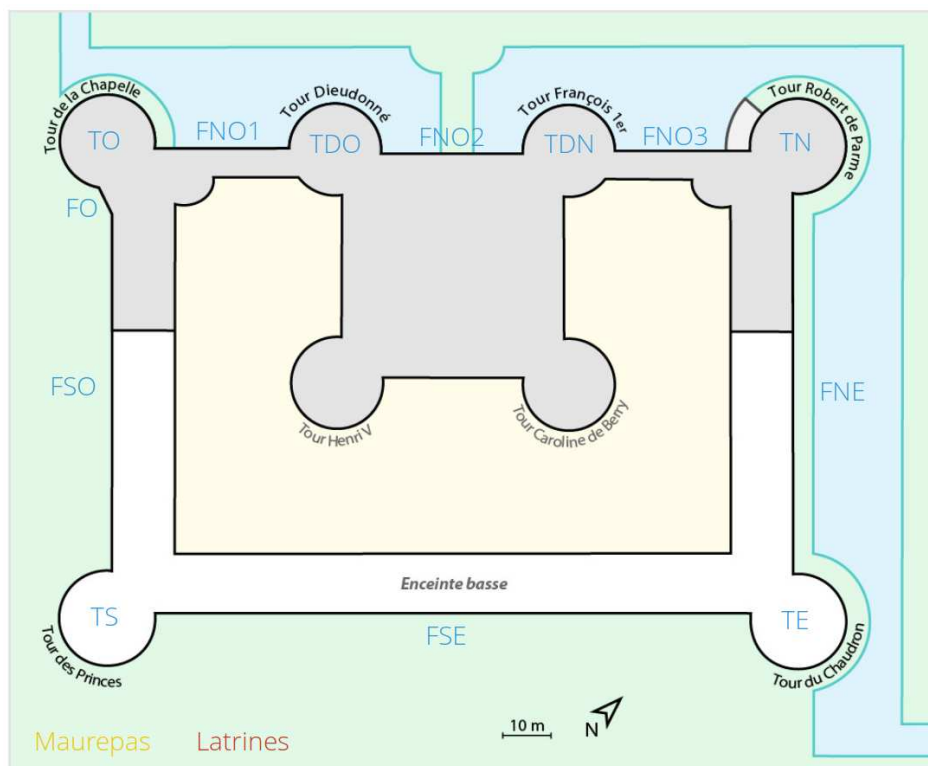 Tour de la Chapelle
Tour Dieudonné
Tour François 1er
Tour Robert de Parme
TO
FNO1
TDO
FNO2
TDN
FNO3
TN
FO
FSO
FNE
Tour Henri V
Tour Caroline de Berry
Enceinte basse
TS
FSE
TE
Tour des Princes
Tour du Chaudron
Maurepas
Latrines
10 m
N